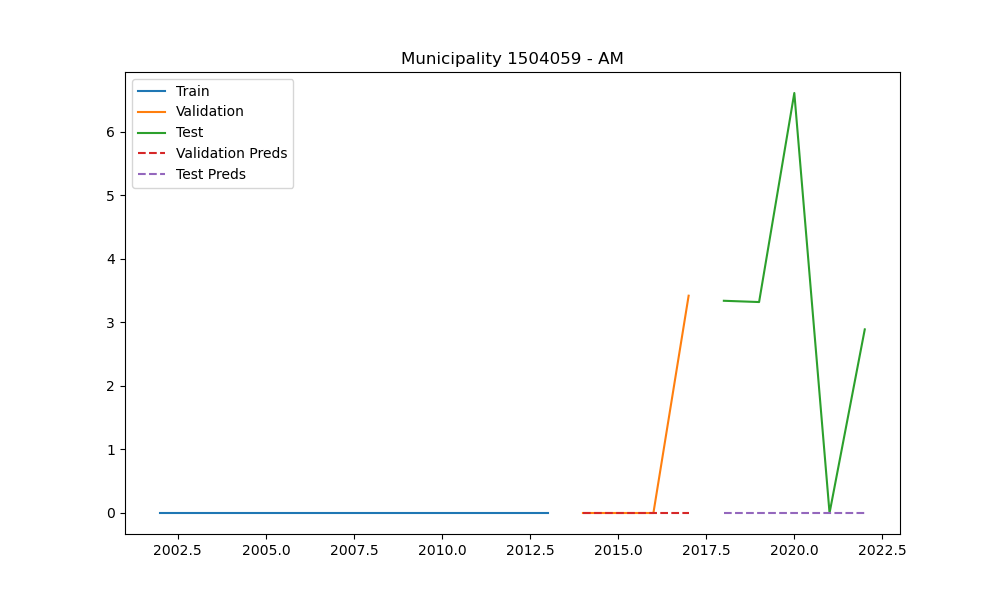 Municipality 1504059 - AM
Train
Validation
Test
Validation Preds
Test Preds
6
5
4
3
2
1
0
2002.5 2005.0 2007.5 2010.0 2012.5 2015.0 2017.5 2020.0 2022.5